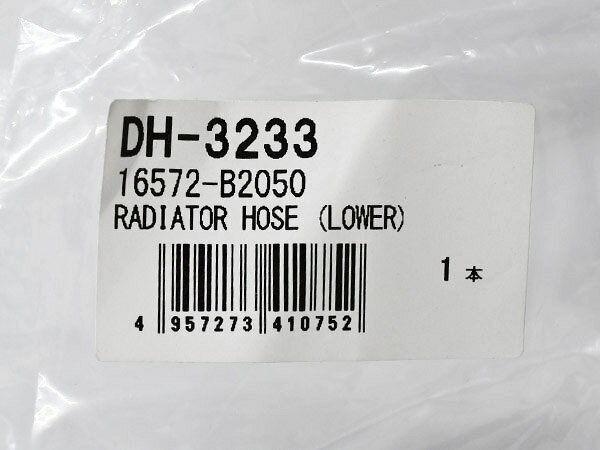 DH-3233
16572-B2050
RADIATOR HOSE (LOWER)
1 本
4 957273 410752